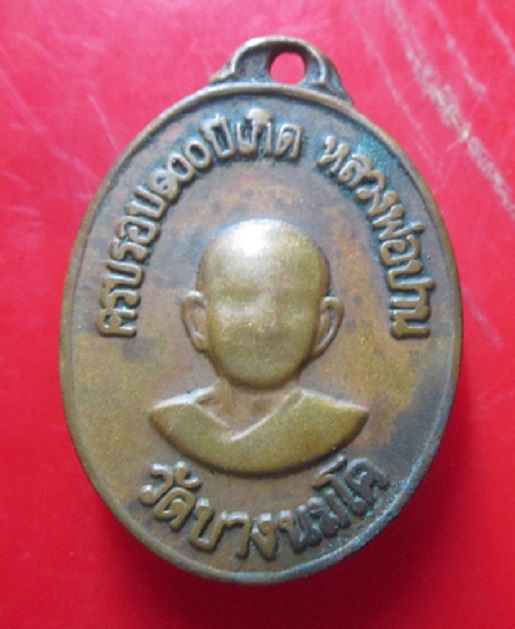 ครบรอบ๑๐๐ปีเกิด หลวงพ่อปาน
วัดบางนมโค